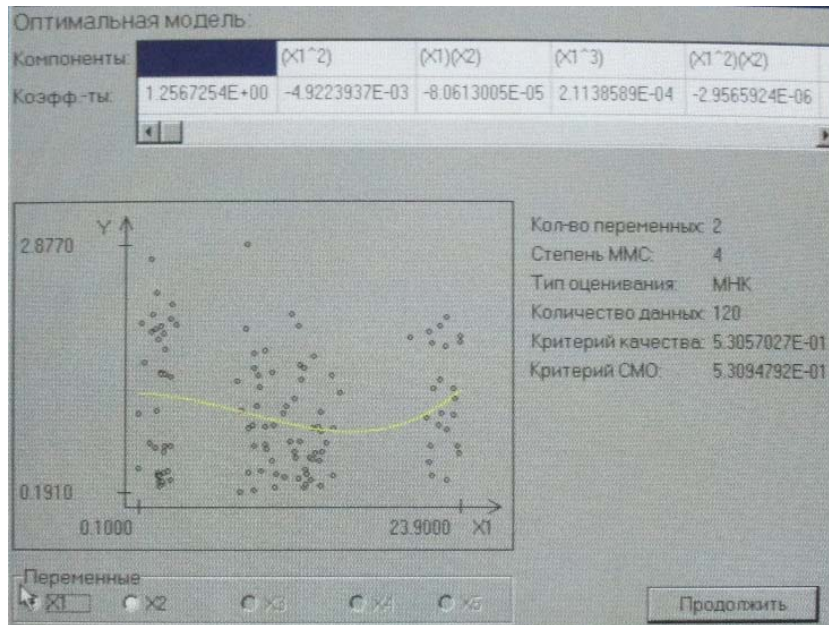 Оптимальная модель:
Компоненты: (X1^2) (X1)(X2) (X1^3) (X1^2)(X2)
Коэфф.-ты: 1.2567254E+00 -4.9223937E-03 -8.0613005E-05 2.1138589E-04 -2.9565924E-06
Y
2.8770
0.1910
0.1000 23.9000 X1
Кол-во переменных: 2
Степень ММС: 4
Тип оценивания: МНК
Количество данных: 120
Критерий качества: 5.3057027E-01
Критерий СМО: 5.3094792E-01
Переменные
X1 X2 X3 X4 X5
Продолжить